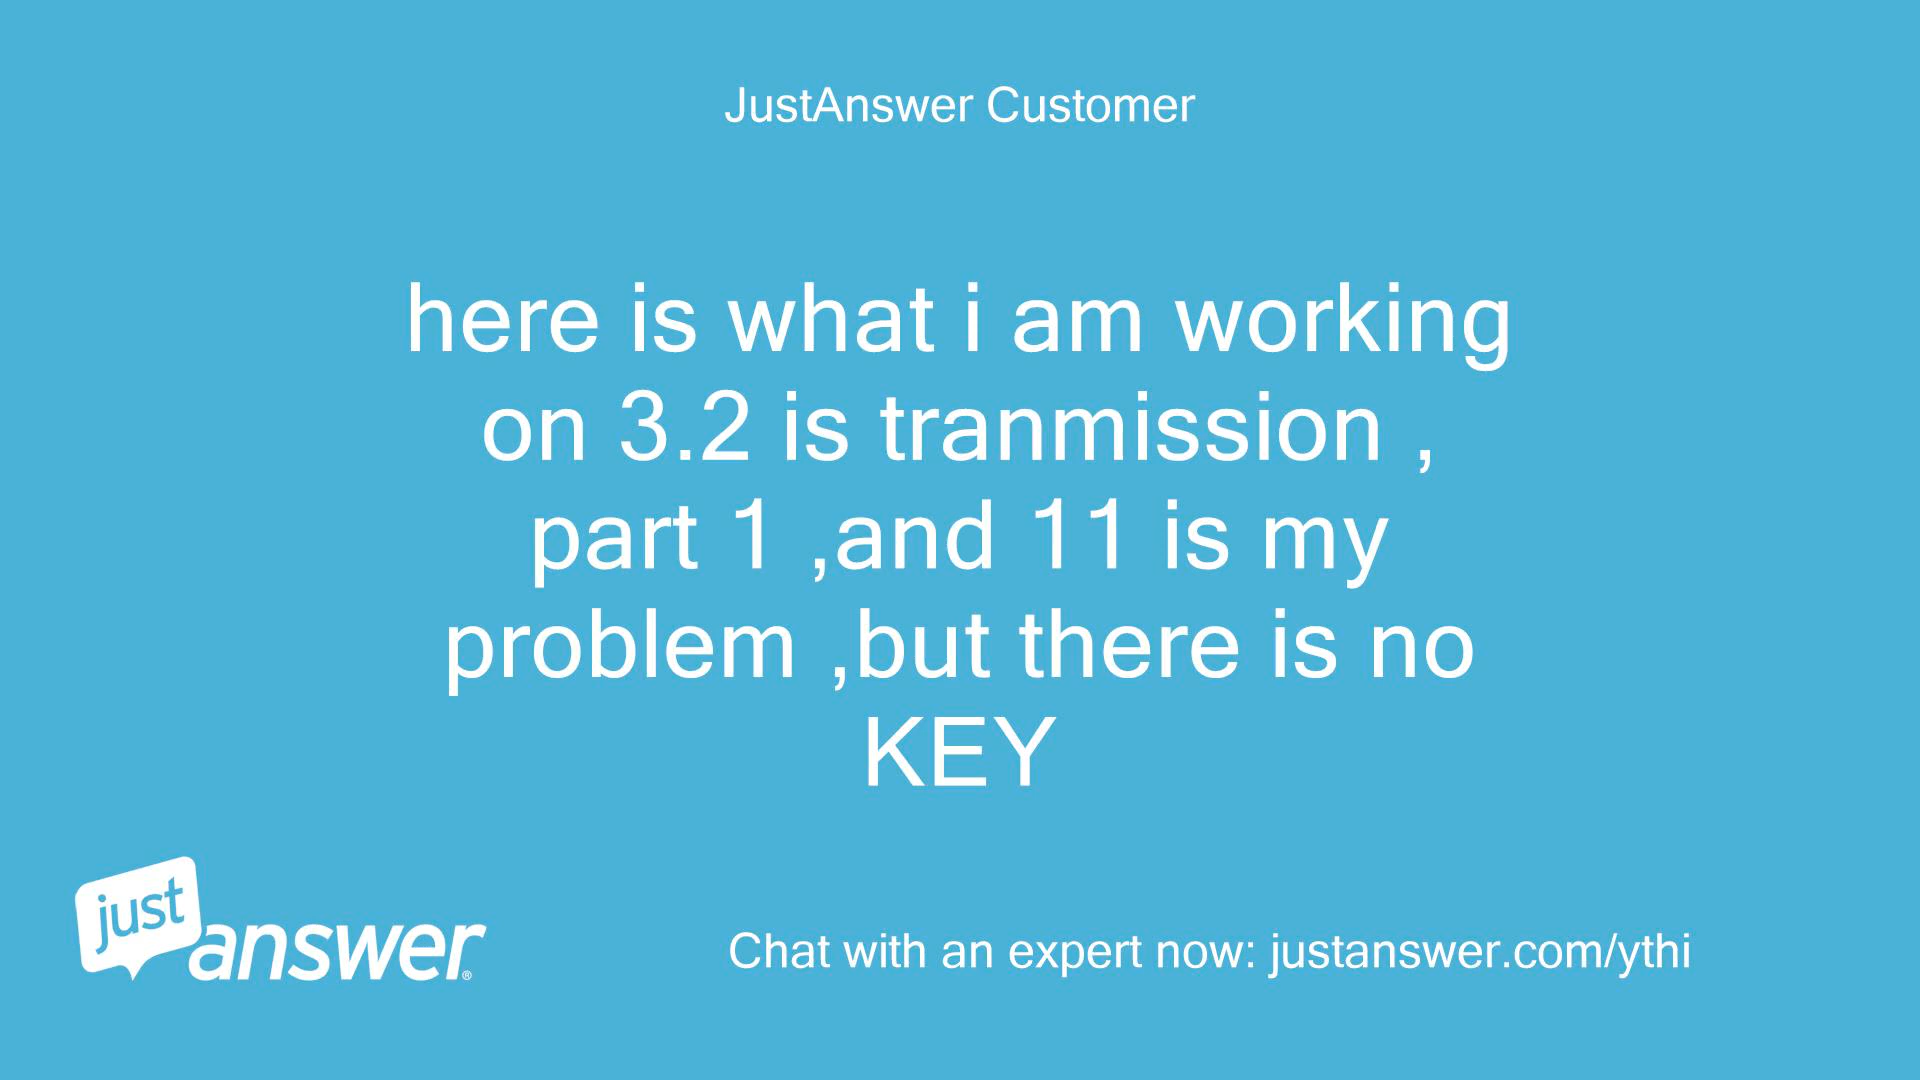 JustAnswer Customer
here is what i am working
on 3.2 is tranmission ,
part 1 ,and 11 is my
problem ,but there is no
KEY
just
answer®
Chat with an expert now: justanswer.com/ythi